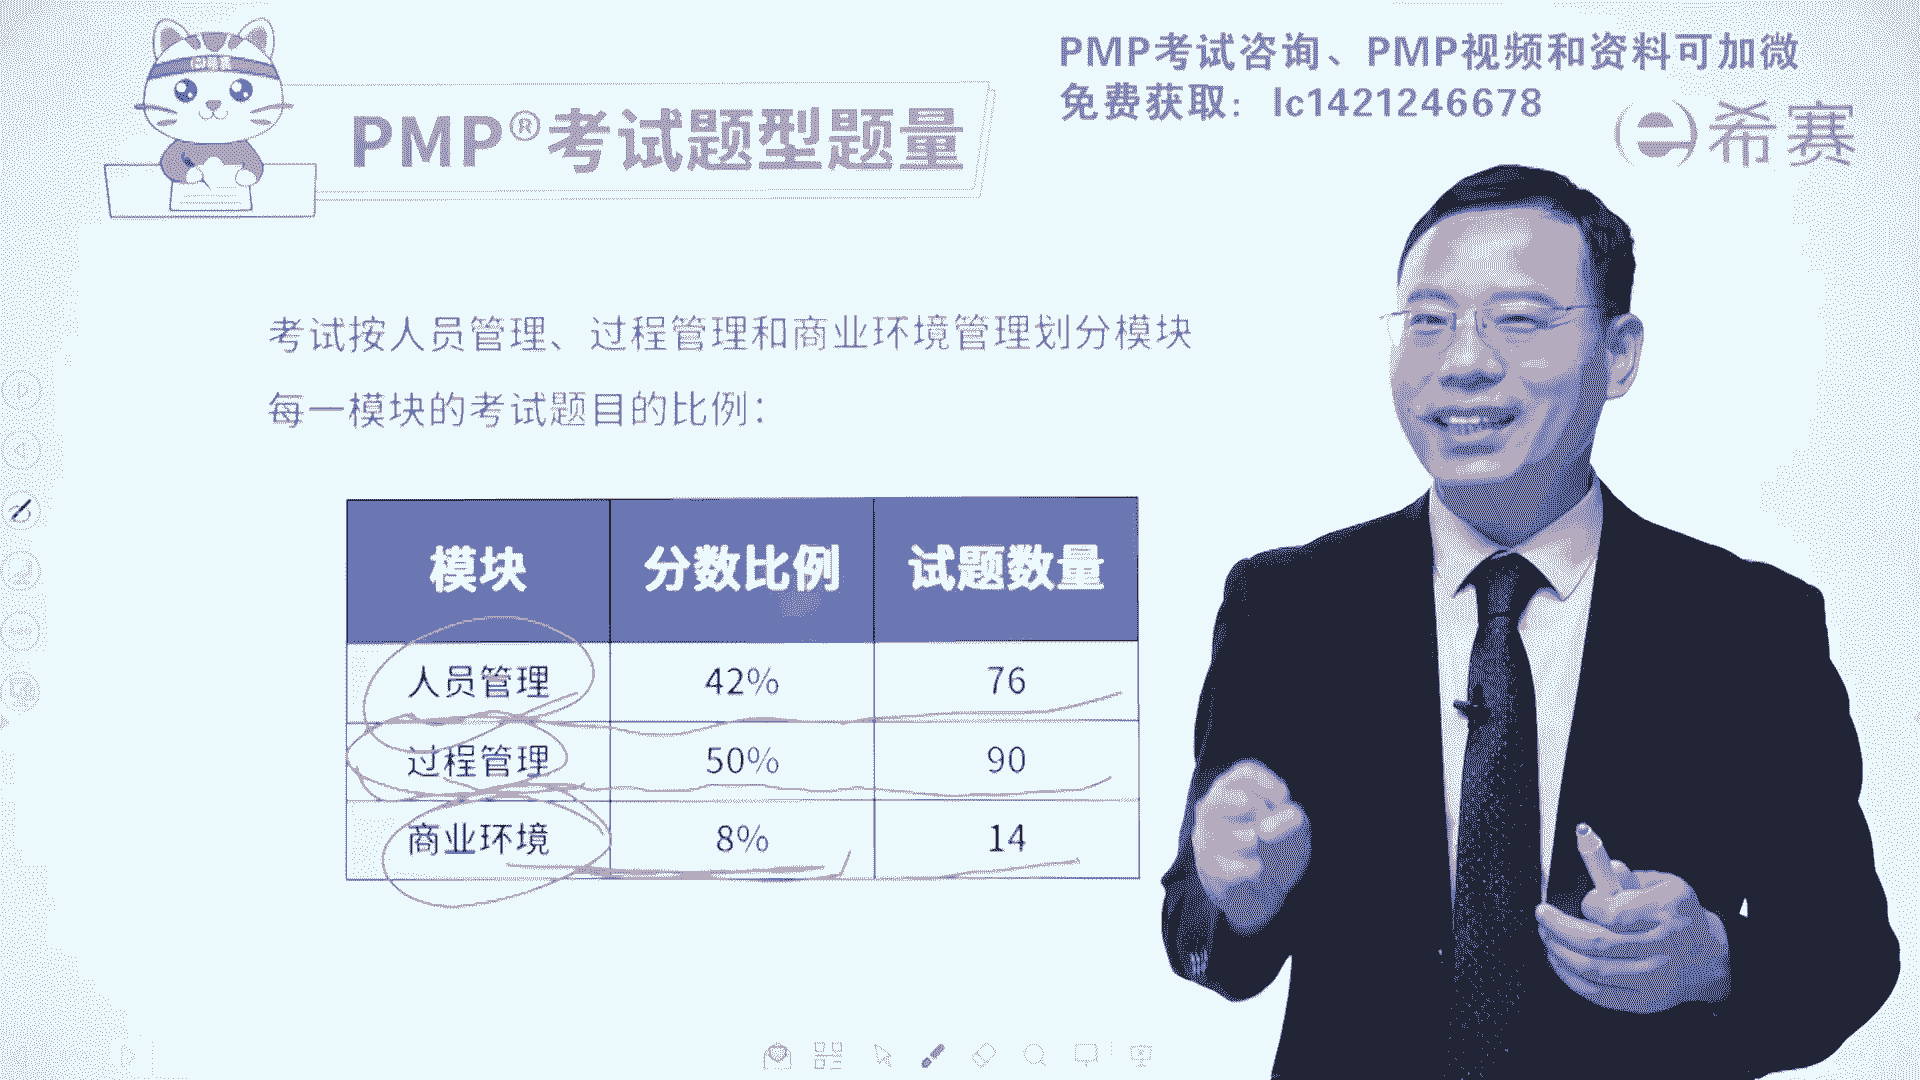 PMP考试咨询、PMP视频和资料可加微
免费获取：lc1421246678
希赛
PMP®考试题型题量
考试按人员管理、过程管理和商业环境管理划分模块
每一模块的考试题目的比例：
模块 分数比例 试题数量
人员管理 42% 76
过程管理 50% 90
商业环境 8% 14